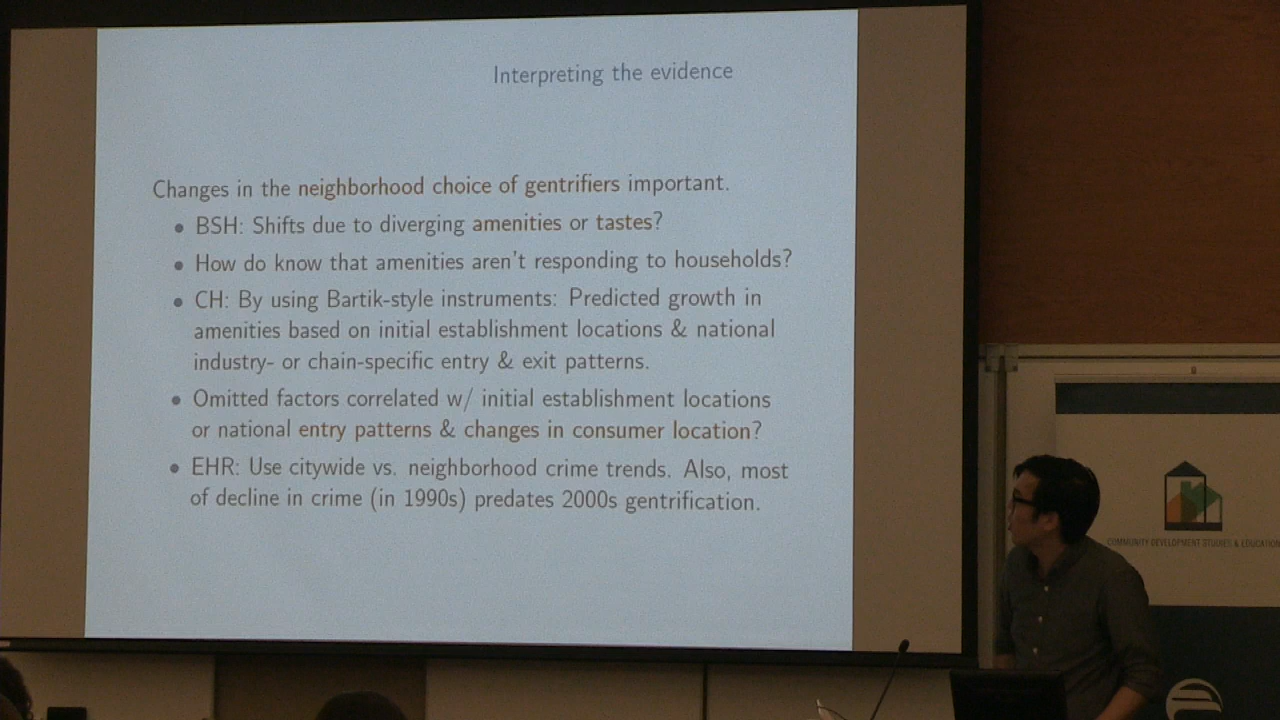 Interpreting the evidence
Changes in the neighborhood choice of gentrifiers important.
• BSH: Shifts due to diverging amenities or tastes?
• How do know that amenities aren't responding to households?
• CH: By using Bartik-style instruments: Predicted growth in
amenities based on initial establishment locations & national
industry- or chain-specific entry & exit patterns.
• Omitted factors correlated w/ initial establishment locations
or national entry patterns & changes in consumer location?
• EHR: Use citywide vs. neighborhood crime trends. Also, most
of decline in crime (in 1990s) predates 2000s gentrification.
COMMUNITY DEVELOPMENT STUDIES & EDUCATION